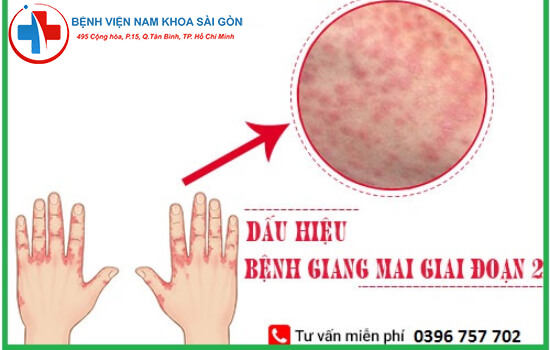 BỆNH VIỆN NAM KHOA SÀI GÒN
495 Cộng hòa, P.15, Q.Tân Bình, TP. Hồ Chí Minh
DẤU HIỆU
BỆNH GIANG MAI GIAI ĐOẠN 2
Tư vấn miễn phí 0396 757 702